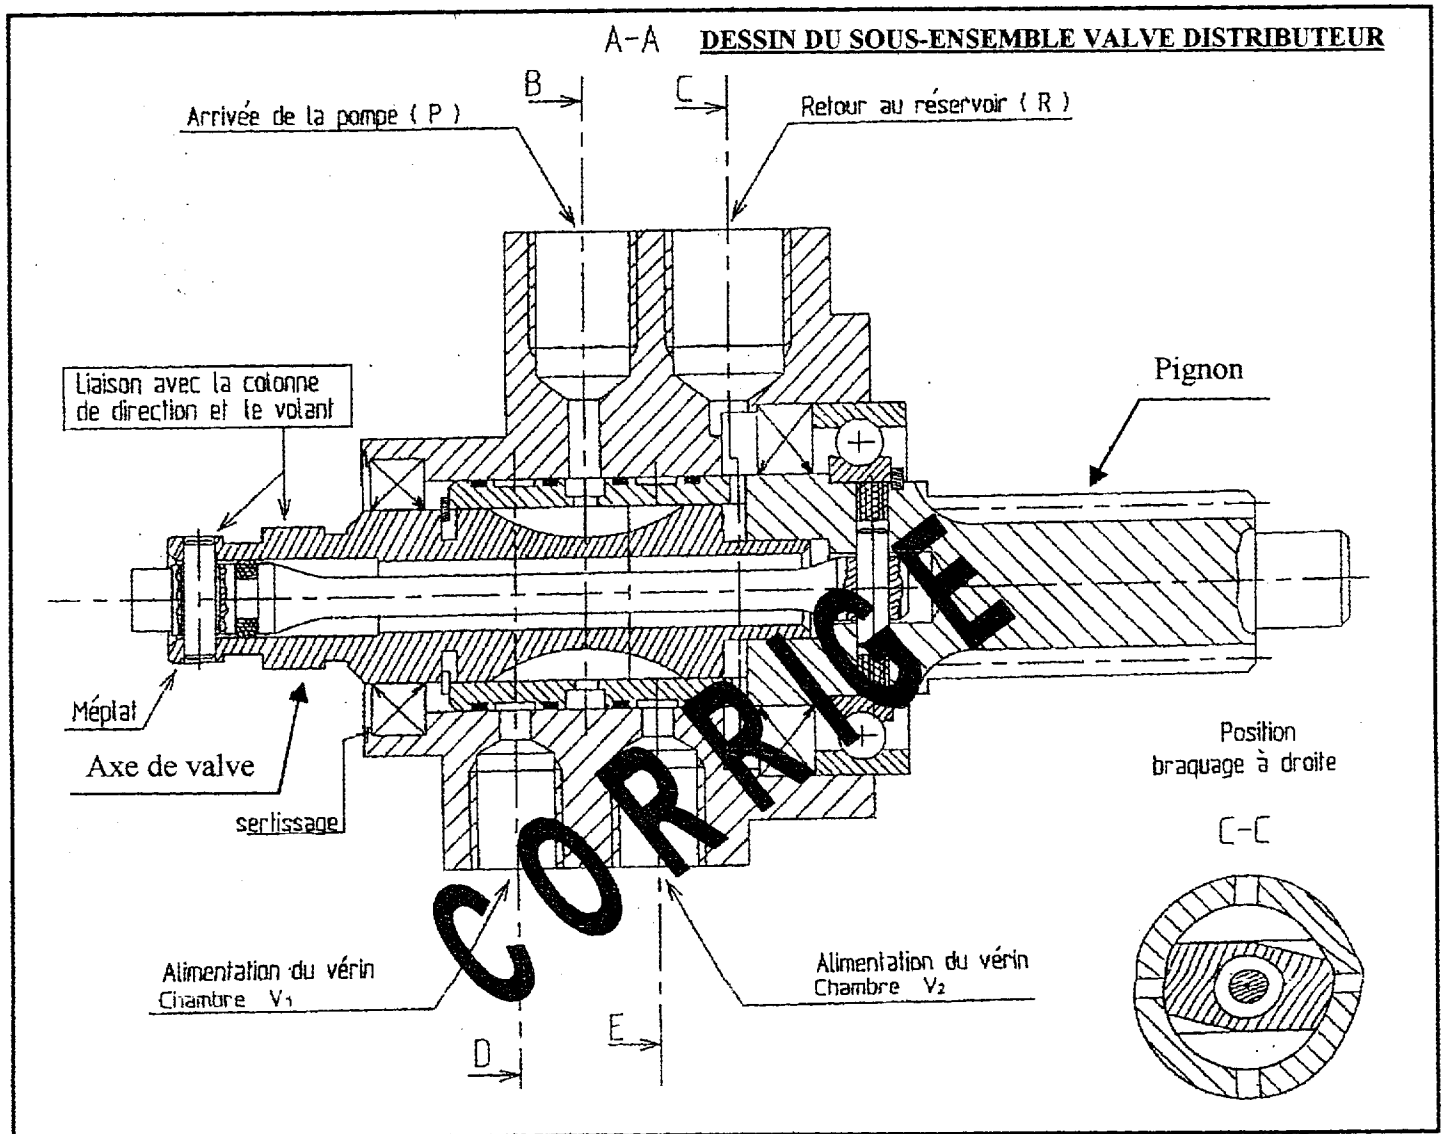 A-A DESSIN DU SOUS-ENSEMBLE VALVE DISTRIBUTEUR
B
C
Arrivée de la pompe ( P )
Retour au réservoir ( R )
Liaison avec la colonne
de direction et le volant
Pignon
Méplat
Axe de valve
sertissage
Position
braquage à droite
C-C
CORRIGE
Alimentation du vérin
Chambre V1
Alimentation du vérin
Chambre V2
D
E